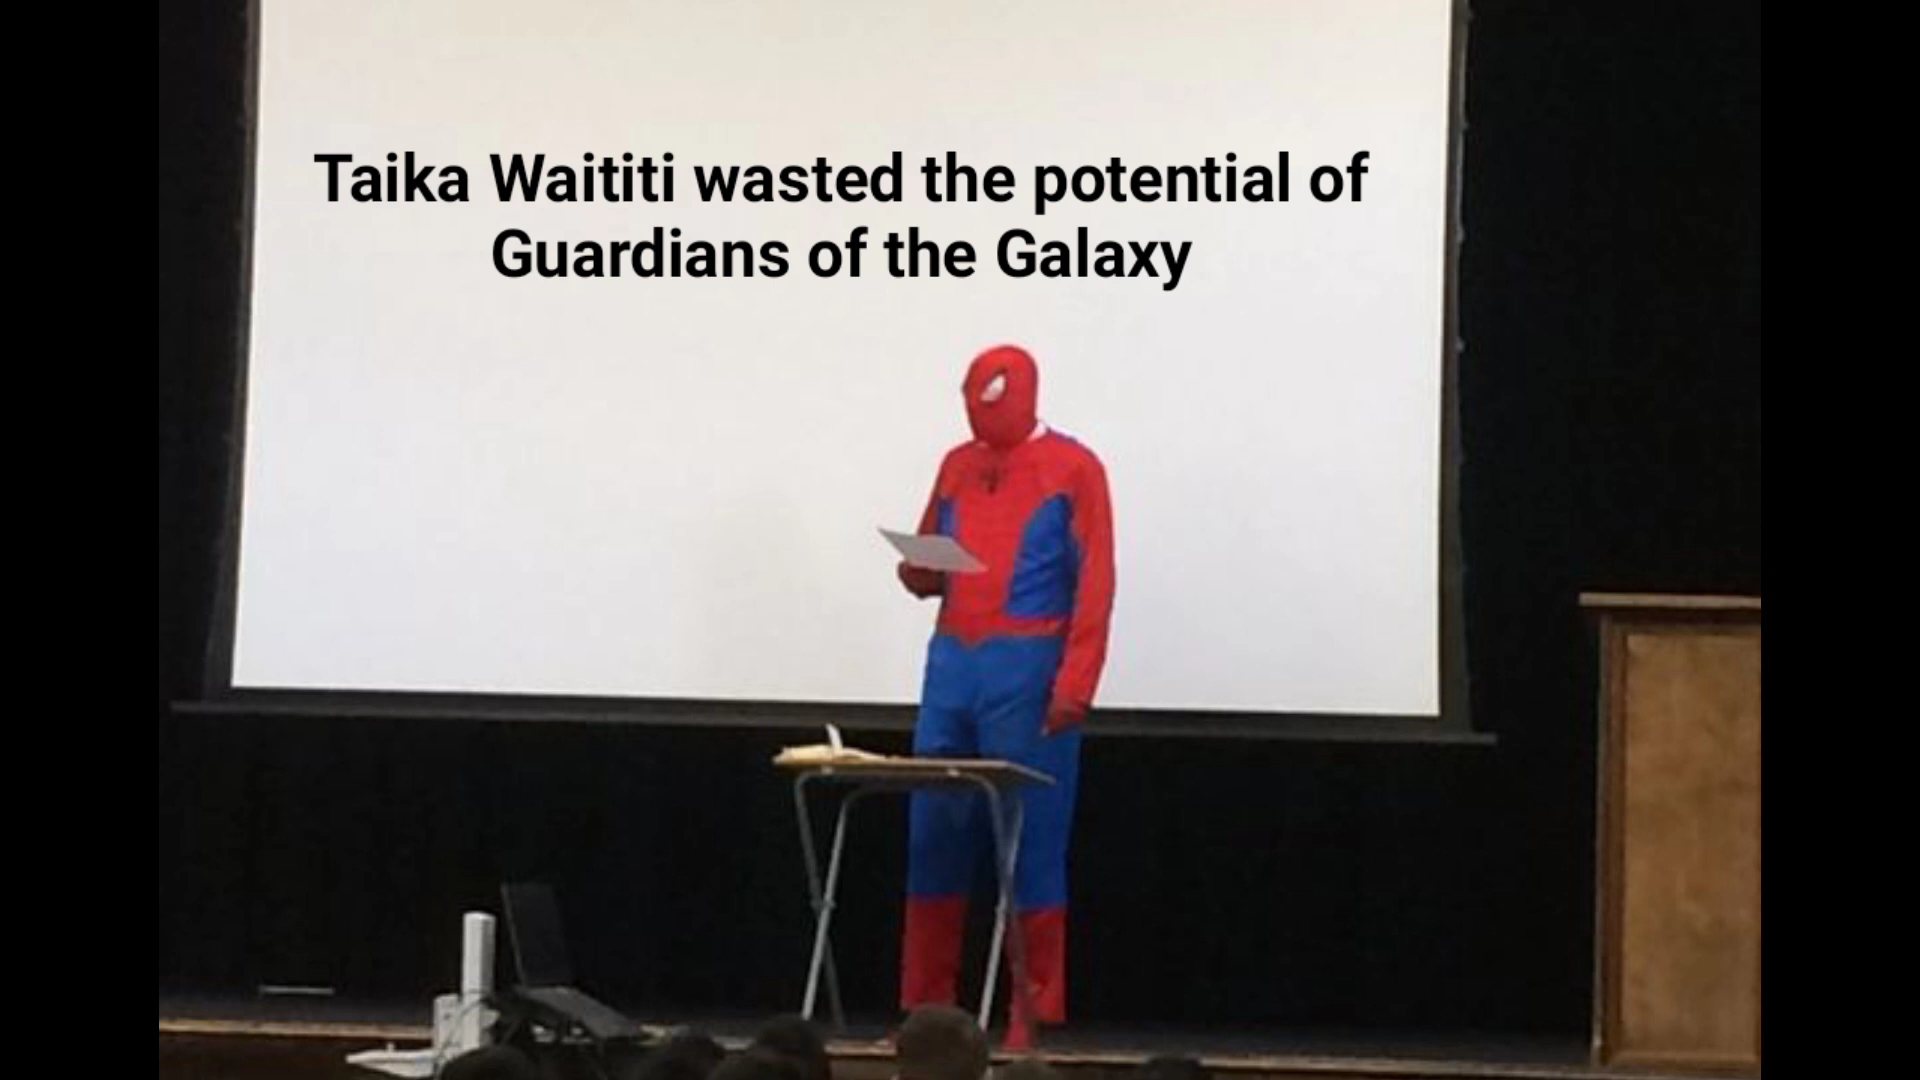 Taika Waititi wasted the potential of
Guardians of the Galaxy